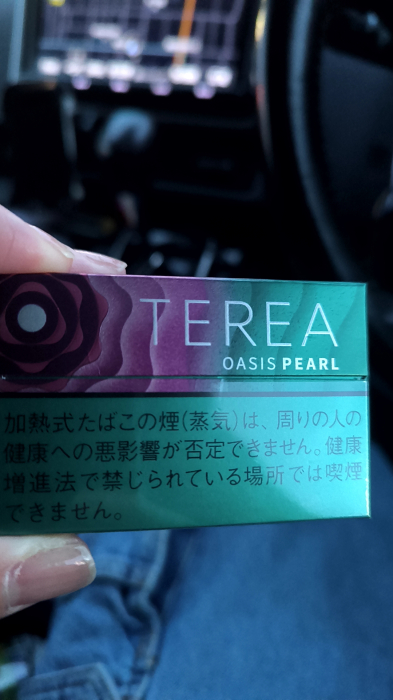 TEREA
OASIS PEARL
加熱式たばこの煙(蒸気)は、周りの人の
健康への悪影響が否定できません。健康
増進法で禁じられている場所では喫煙
できません。